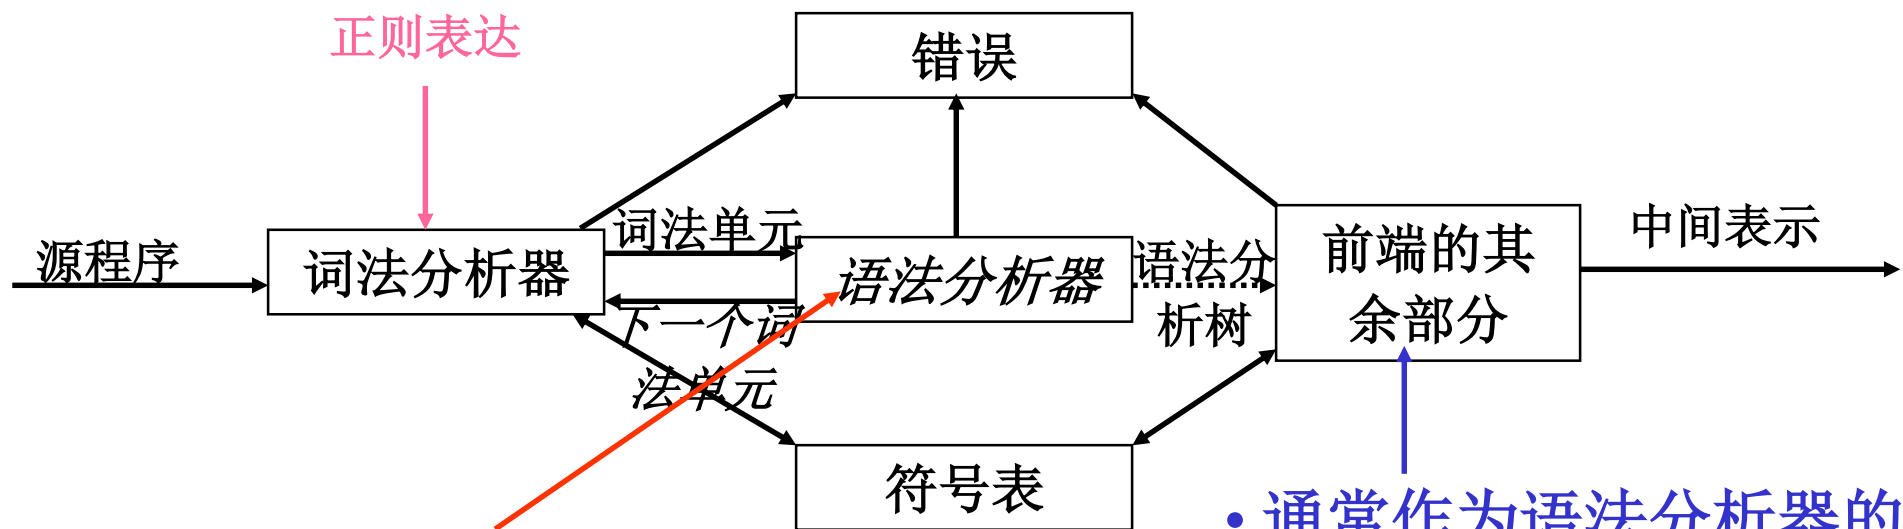 正则表达
错误
源程序
词法分析器
词法单元
下一个词
法单元
语法分析器
语法分
析树
前端的其
余部分
中间表示
符号表
• 通常作为语法分析器的